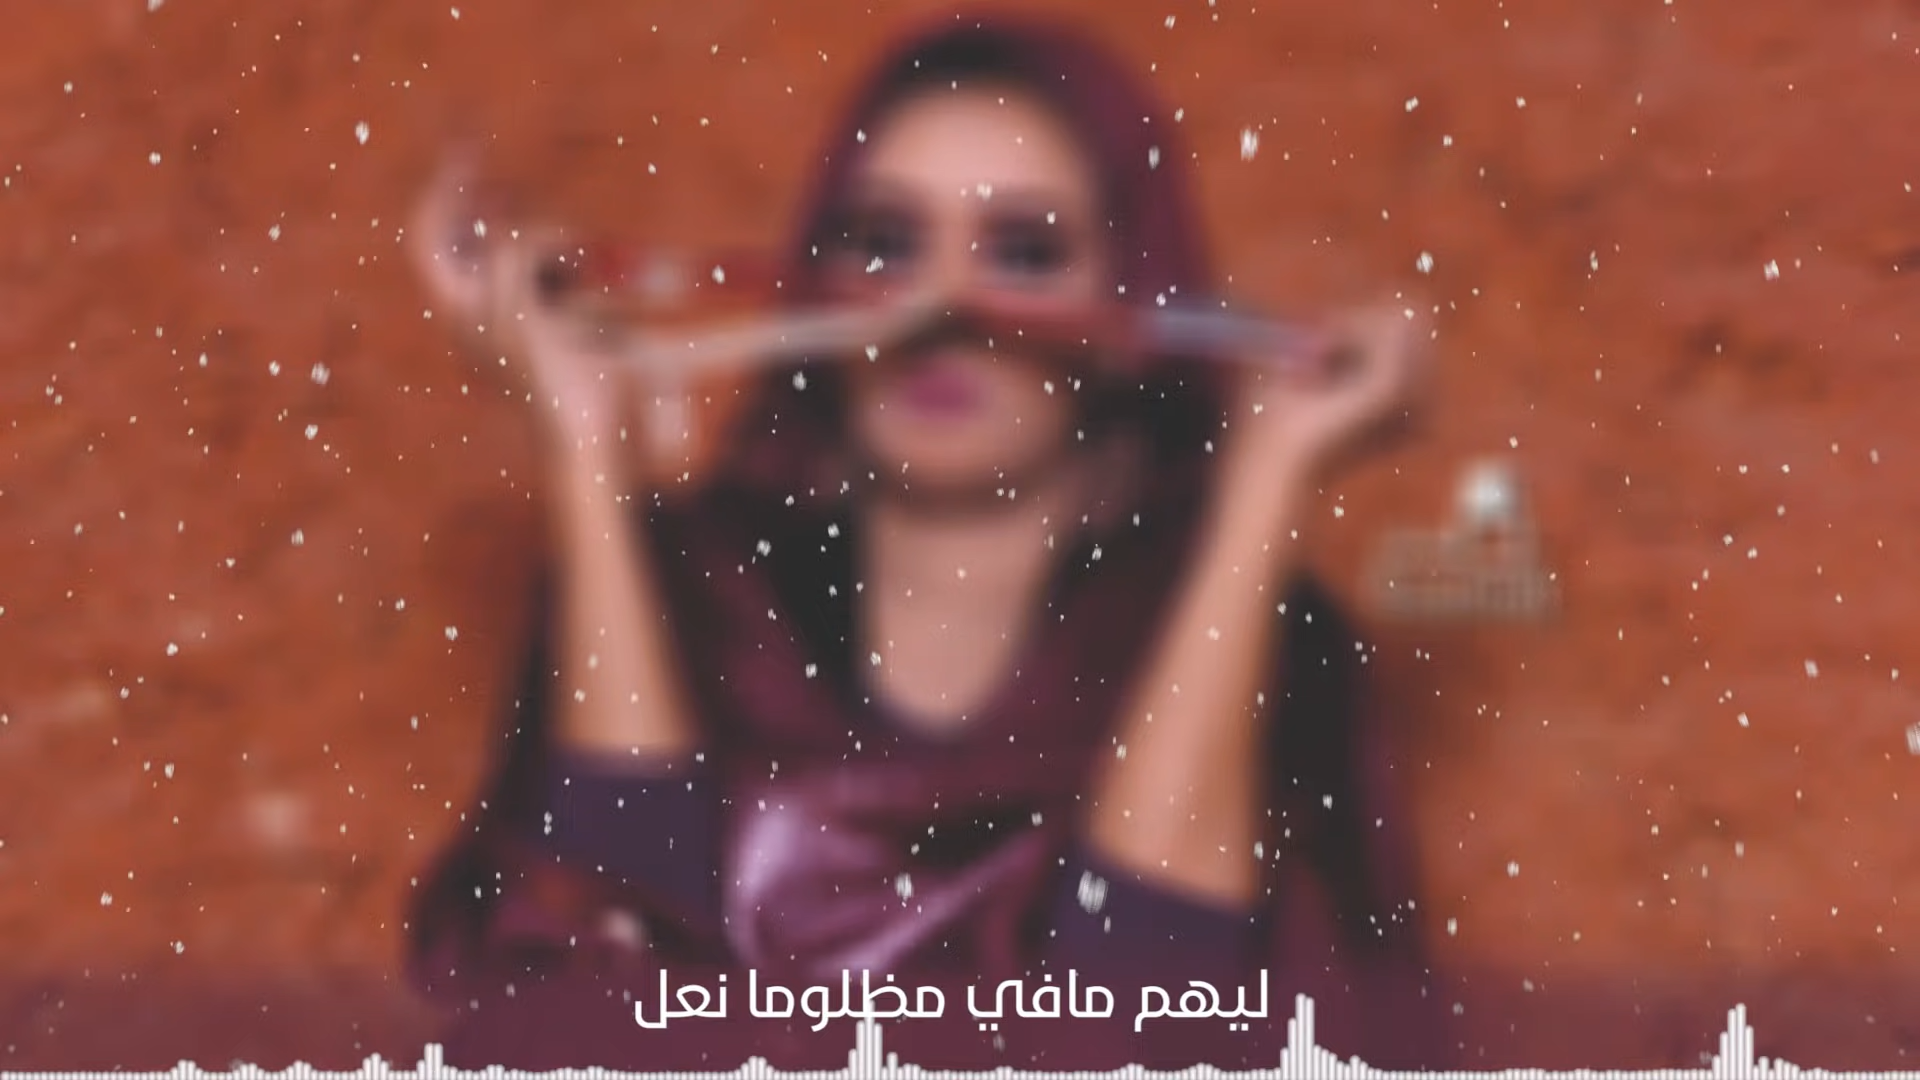 ليهم مافي مظلوما نعل